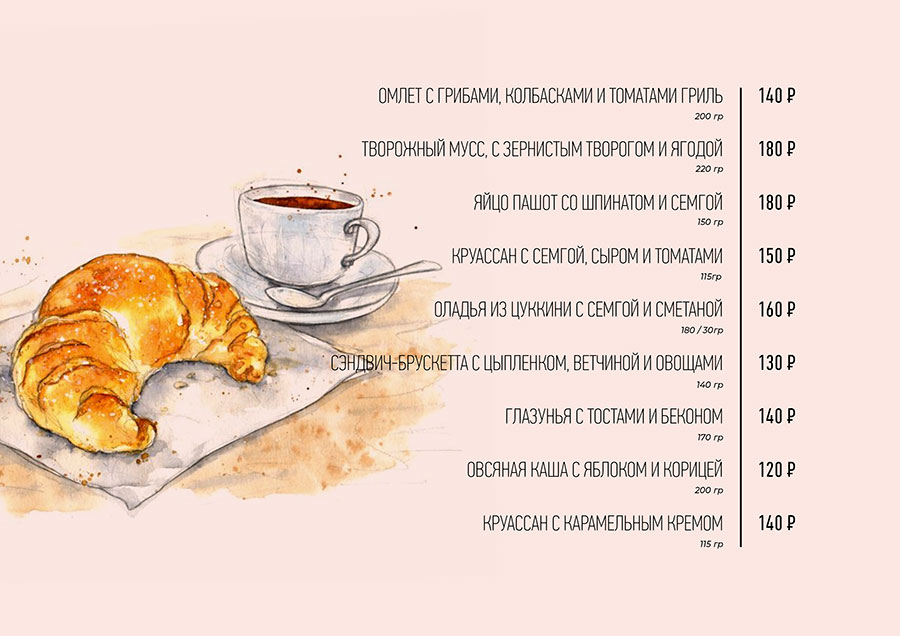 ОМЛЕТ С ГРИБАМИ, КОЛБАСКАМИ И ТОМАТАМИ ГРИЛЬ 140 ₽
200 гр
ТВОРОЖНЫЙ МУСС, С ЗЕРНИСТЫМ ТВОРОГОМ И ЯГОДОЙ 180 ₽
220 гр
ЯЙЦО ПАШОТ СО ШПИНАТОМ И СЕМГОЙ 180 ₽
150 гр
КРУАССАН С СЕМГОЙ, СЫРОМ И ТОМАТАМИ 150 ₽
115гр
ОЛАДЬЯ ИЗ ЦУККИНИ С СЕМГОЙ И СМЕТАНОЙ 160 ₽
180 / 30гр
СЭНДВИЧ-БРУСКЕТТА С ЦЫПЛЕНКОМ, ВЕТЧИНОЙ И ОВОЩАМИ 130 ₽
140 гр
ГЛАЗУНЬЯ С ТОСТАМИ И БЕКОНОМ 140 ₽
170 гр
ОВСЯНАЯ КАША С ЯБЛОКОМ И КОРИЦЕЙ 120 ₽
200 гр
КРУАССАН С КАРАМЕЛЬНЫМ КРЕМОМ 140 ₽
115 гр